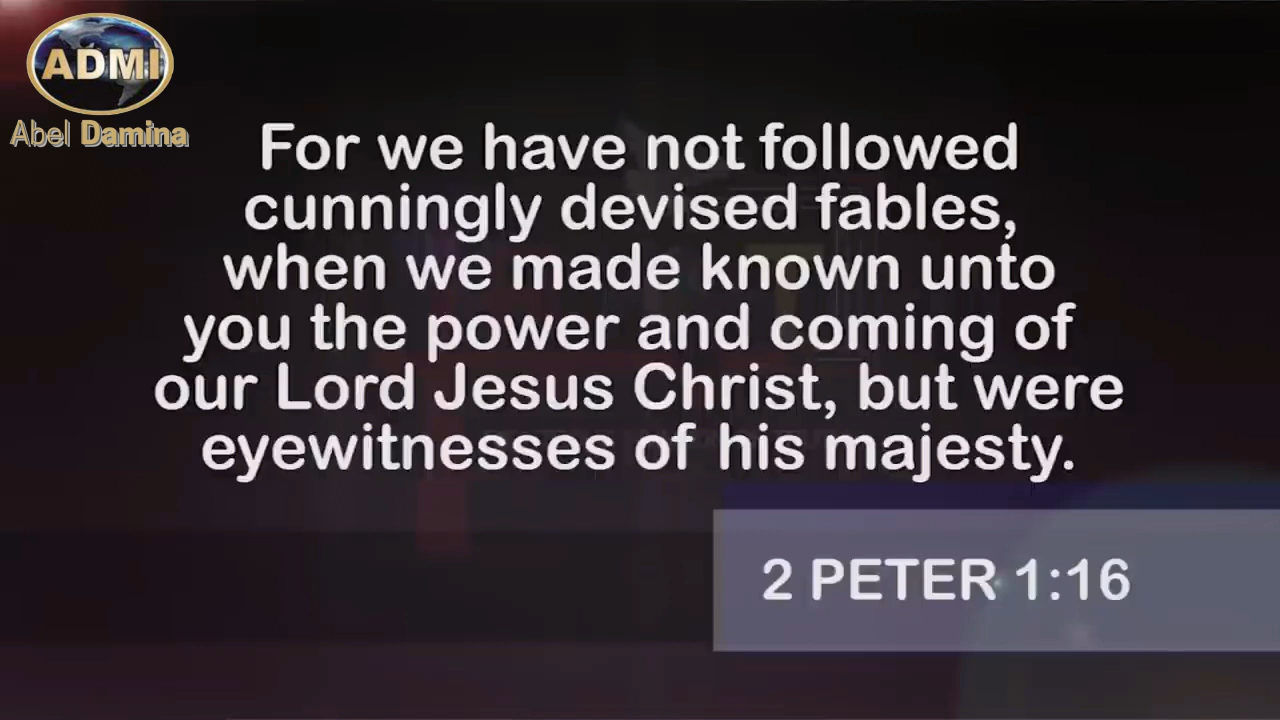 ADMI
Abel Damina
For we have not followed
cunningly devised fables,
when we made known unto
you the power and coming of
our Lord Jesus Christ, but were
eyewitnesses of his majesty.
2 PETER 1:16